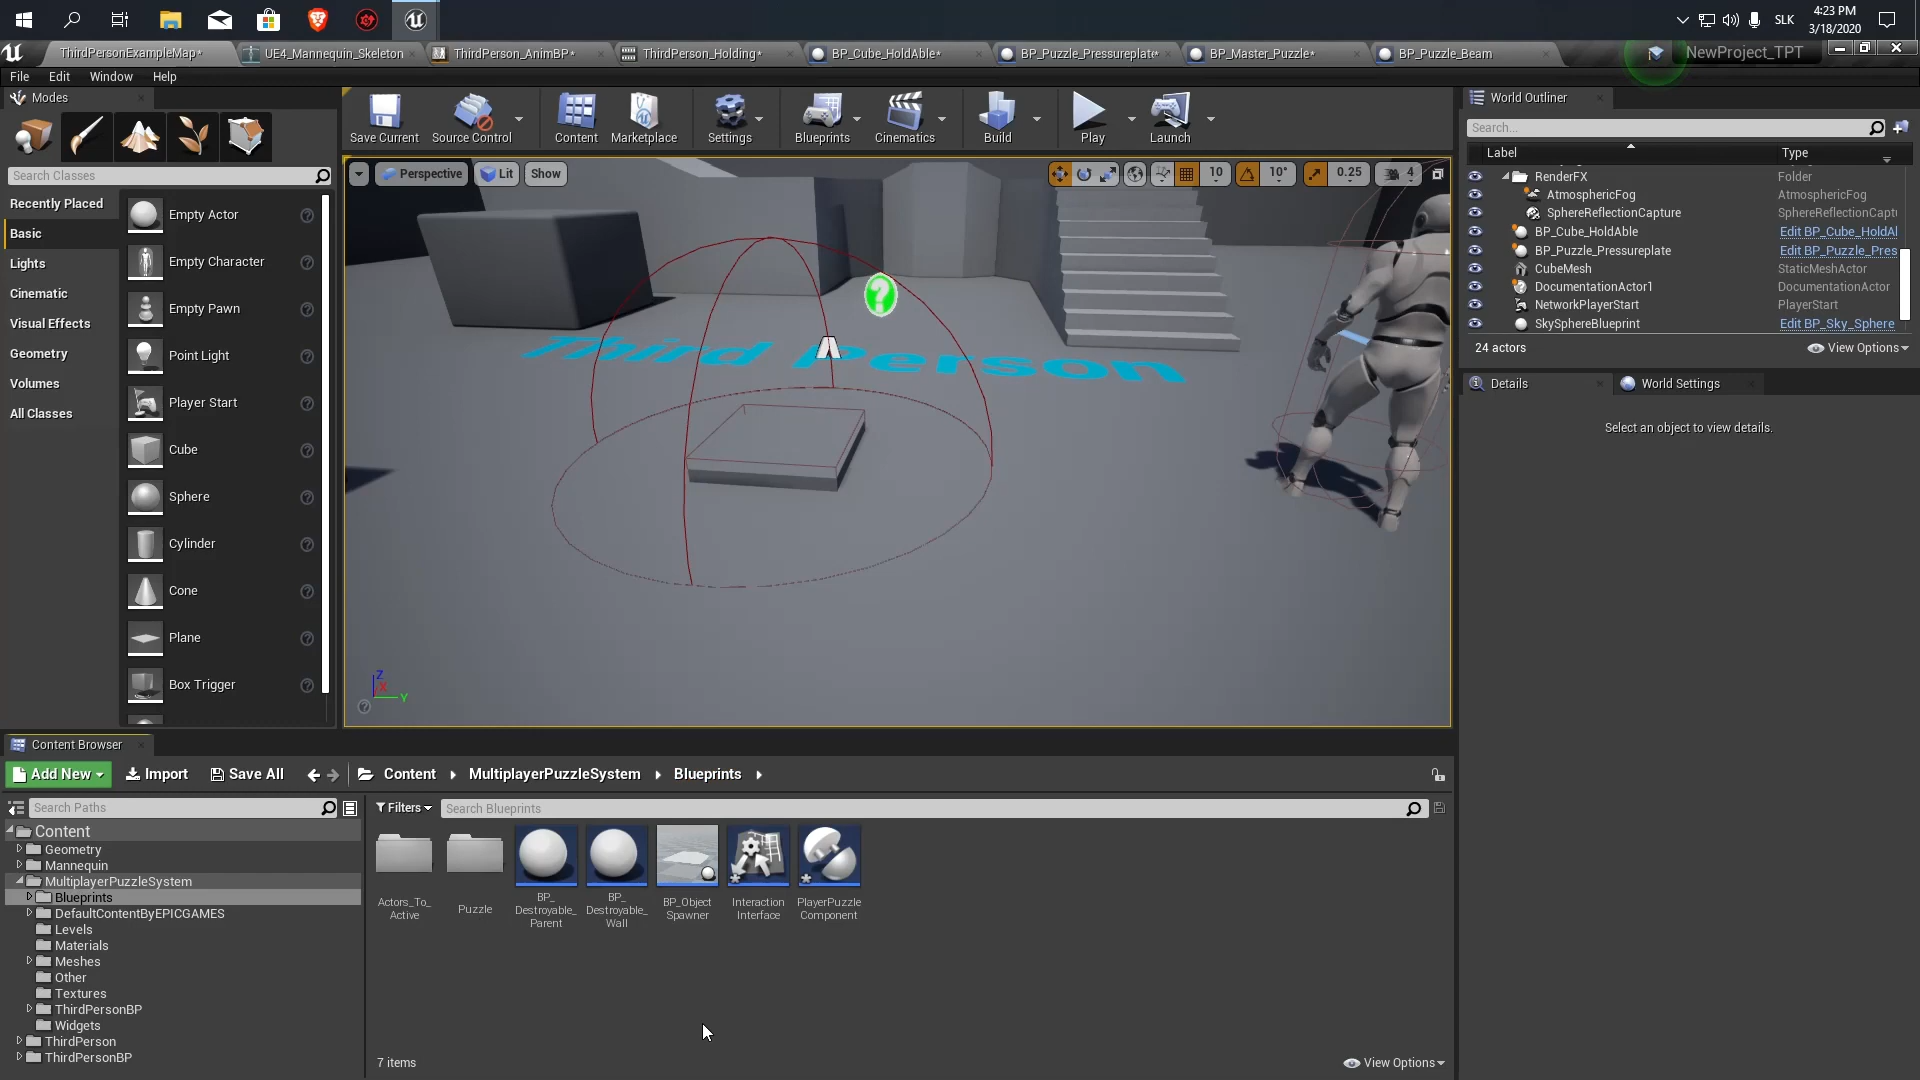 SLK
4:23 PM
3/18/2020
ThirdPersonExampleMap*
UE4_Mannequin_Skeleton
ThirdPerson_AnimBP*
ThirdPerson_Holding*
BP_Cube_HoldAble*
BP_Puzzle_Pressureplate*
BP_Master_Puzzle*
BP_Puzzle_Beam
NewProject_TPT
File Edit Window Help
Modes
Save Current
Source Control
Content
Marketplace
Settings
Blueprints
Cinematics
Build
Play
Launch
Search Classes
Recently Placed
Basic
Lights
Cinematic
Visual Effects
Geometry
Volumes
All Classes
Empty Actor
Empty Character
Empty Pawn
Point Light
Player Start
Cube
Sphere
Cylinder
Cone
Plane
Box Trigger
Perspective
Lit
Show
10
10°
0.25
4
Third Person
Z
X
Y
World Outliner
Search...
Label
Type
RenderFX Folder
AtmosphericFog AtmosphericFog
SphereReflectionCapture SphereReflectionCaptu
BP_Cube_HoldAble Edit BP_Cube_HoldAl
BP_Puzzle_Pressureplate Edit BP_Puzzle_Pres
CubeMesh StaticMeshActor
DocumentationActor1 DocumentationActor
NetworkPlayerStart PlayerStart
SkySphereBlueprint Edit BP_Sky_Sphere
24 actors
View Options
Details
World Settings
Select an object to view details.
Content Browser
Add New
Import
Save All
Content
MultiplayerPuzzleSystem
Blueprints
Search Paths
Filters
Search Blueprints
Content
Geometry
Mannequin
MultiplayerPuzzleSystem
Blueprints
DefaultContentByEPICGAMES
Levels
Materials
Meshes
Other
Textures
ThirdPersonBP
Widgets
ThirdPerson
ThirdPersonBP
Actors_To_
Active
Puzzle
BP_
Destroyable_
Parent
BP_
Destroyable_
Wall
BP_Object
Spawner
Interaction
Interface
PlayerPuzzle
Component
7 items
View Options